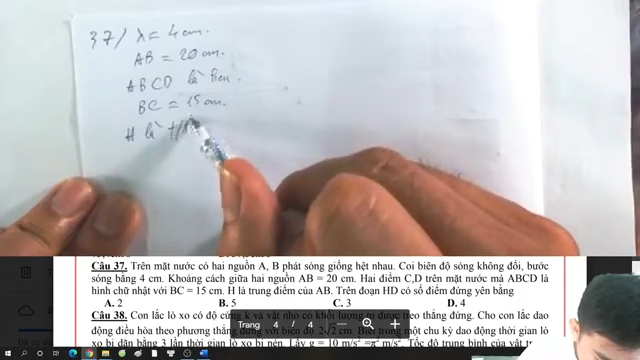 37/ λ = 4 cm.
AB = 20 cm.
ABCD là
BC = 15 cm.
H là
Câu 37. Trên mặt nước có hai nguồn A, B phát sóng giống hệt nhau. Coi biên độ sóng không đổi, bước
sóng bằng 4 cm. Khoảng cách giữa hai nguồn AB = 20 cm. Hai điểm C,D trên mặt nước mà ABCD là
hình chữ nhật với BC = 15 cm. H là trung điểm của AB. Trên đoạn HD có số điểm đứng yên bằng
A. 2 B. 5 C. 3 D. 4
Câu 38. Con lắc lò xo có độ cứng k và vật nhỏ có khối lượng m được treo thẳng đứng. Cho con lắc dao
động điều hòa theo phương thẳng đứng với biên độ 2√2 cm. Biết trong một chu kỳ dao động thời gian lò
xo bị dãn bằng 3 lần thời gian lò xo bị nén. Lấy g = 10 m/s² =π² m/s². Tốc độ trung bình của vật
Trang 4 / 4